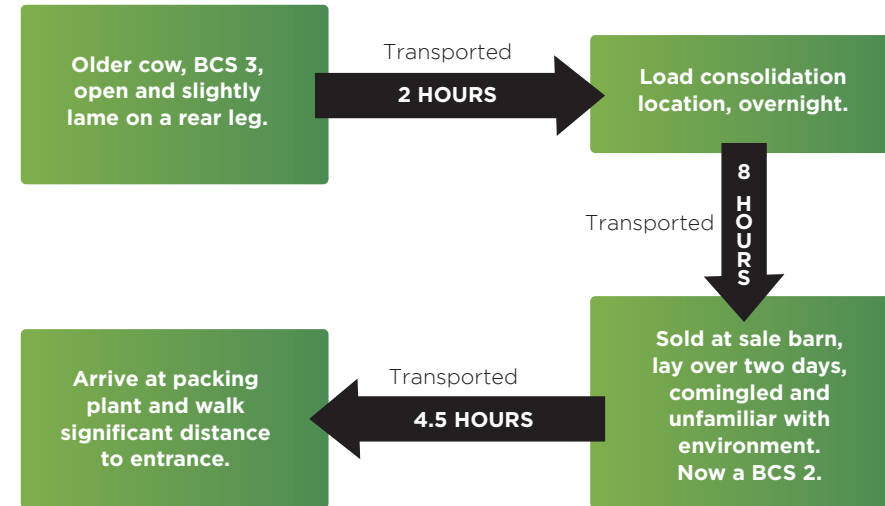 Older cow, BCS 3,
open and slightly
lame on a rear leg.
Transported
2 HOURS
Load consolidation
location, overnight.
Transported
8 HOURS
Sold at sale barn,
lay over two days,
comingled and
unfamiliar with
environment.
Now a BCS 2.
Transported
4.5 HOURS
Arrive at packing
plant and walk
significant distance
to entrance.